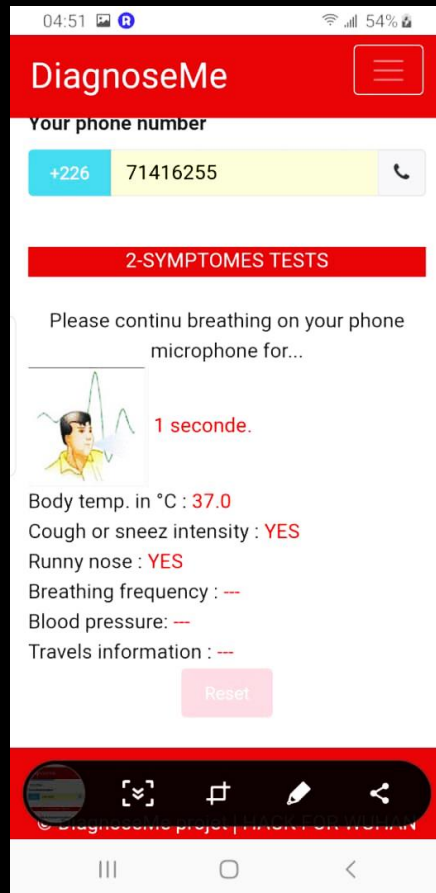 04:51 R 54%
DiagnoseMe
Your phone number
+226 71416255
2-SYMPTOMES TESTS
Please continu breathing on your phone
microphone for...
1 seconde.
Body temp. in °C : 37.0
Cough or sneez intensity : YES
Runny nose : YES
Breathing frequency : ---
Blood pressure: ---
Travels information : ---
Reset
© DiagnoseMe projet | HACK FOR WUHAN